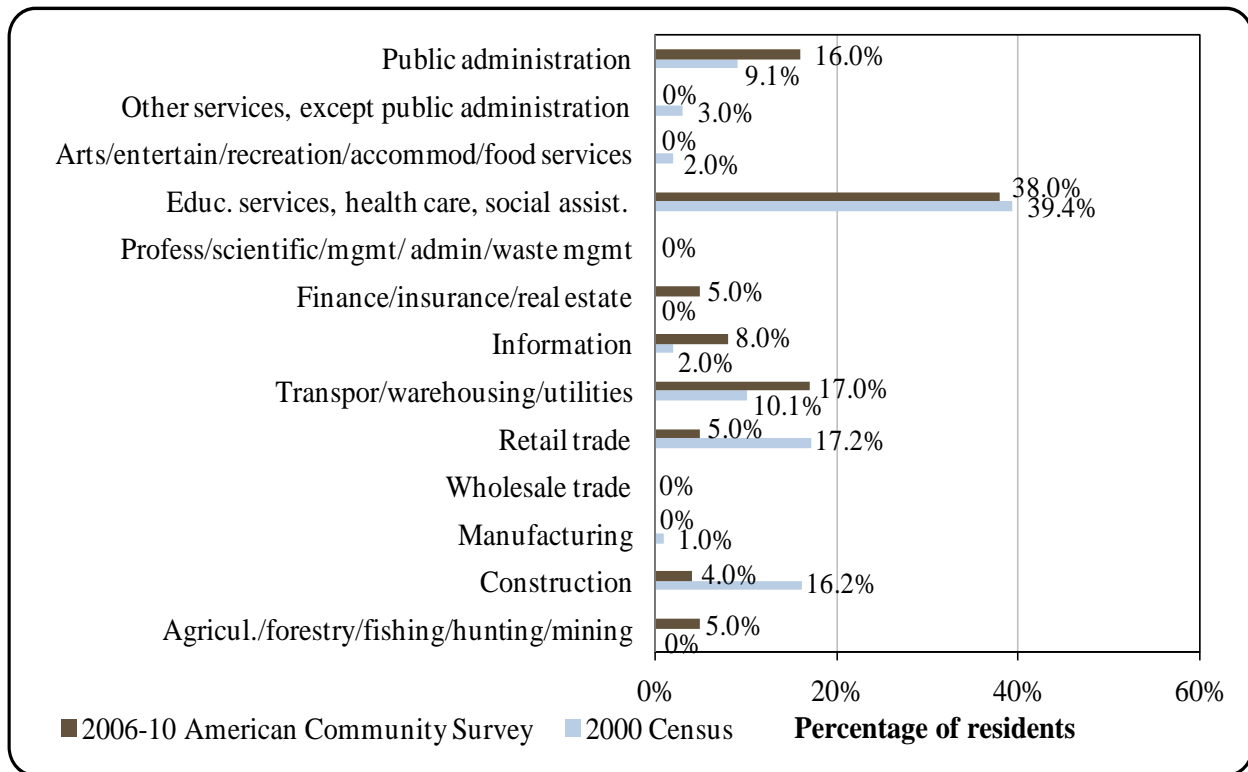 Public administration 16.0%
9.1%
Other services, except public administration 0%
3.0%
Arts/entertain/recreation/accommod/food services 0%
2.0%
Educ. services, health care, social assist. 38.0%
39.4%
Profess/scientific/mgmt/ admin/waste mgmt 0%
Finance/insurance/real estate 5.0%
0%
Information 8.0%
2.0%
Transpor/warehousing/utilities 17.0%
10.1%
Retail trade 5.0%
17.2%
Wholesale trade 0%
Manufacturing 0%
1.0%
Construction 4.0%
16.2%
Agricul./forestry/fishing/hunting/mining 5.0%
0%
0% 20% 40% 60%
2006-10 American Community Survey 2000 Census Percentage of residents